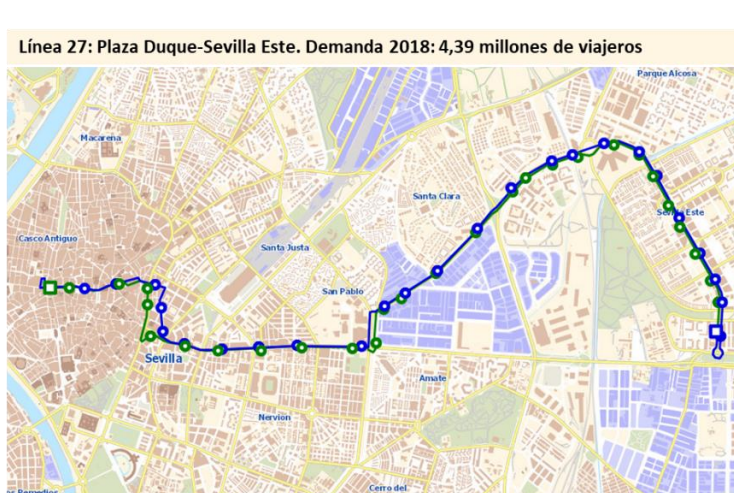 Línea 27: Plaza Duque-Sevilla Este. Demanda 2018: 4,39 millones de viajeros
Parque Alcosa
Macarena
Santa Clara
Casco Antiguo
Sevilla Este
Santa Justa
San Pablo
Sevilla
Amate
Nervion
Cerro del
Remedios